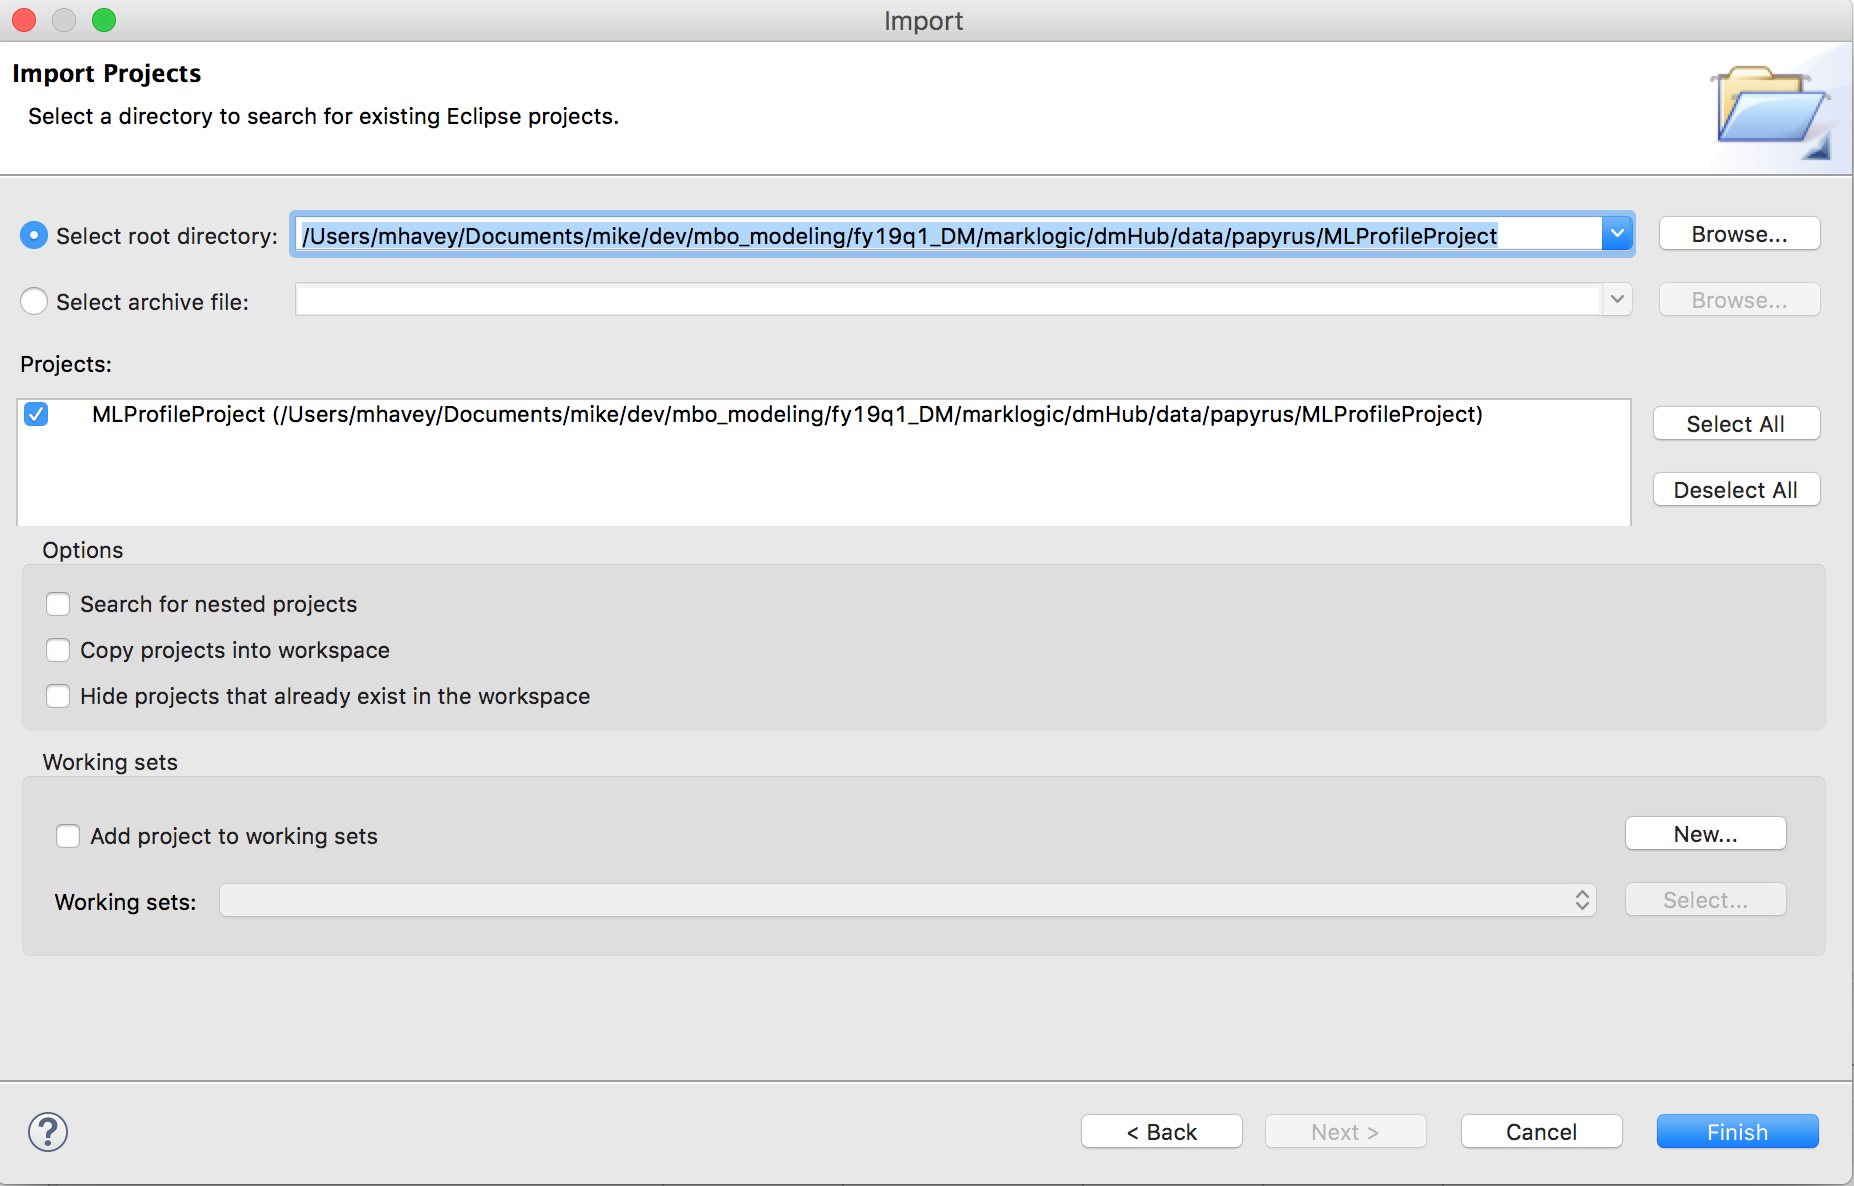 Import
Import Projects
Select a directory to search for existing Eclipse projects.
Select root directory: /Users/mhavey/Documents/mike/dev/mbo_modeling/fy19q1_DM/marklogic/dmHub/data/papyrus/MLProfileProject Browse...
Select archive file: Browse...
Projects:
MLProfileProject (/Users/mhavey/Documents/mike/dev/mbo_modeling/fy19q1_DM/marklogic/dmHub/data/papyrus/MLProfileProject) Select All
Deselect All
Options
Search for nested projects
Copy projects into workspace
Hide projects that already exist in the workspace
Working sets
Add project to working sets New...
Working sets: Select...
? < Back Next > Cancel Finish